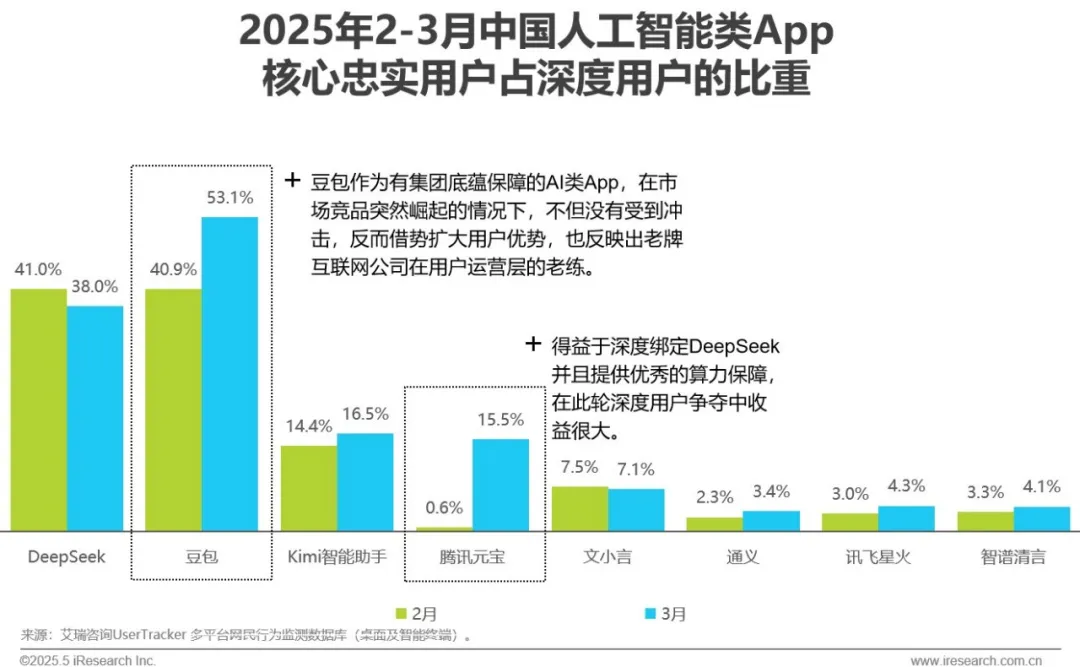 2025年2-3月中国人工智能类App
核心忠实用户占深度用户的比重
+ 豆包作为有集团底蕴保障的AI类App，在市
场竞品突然崛起的情况下，不但没有受到冲
击，反而借势扩大用户优势，也反映出老牌
互联网公司在用户运营层的老练。
53.1%
41.0%
38.0%
40.9%
+ 得益于深度绑定DeepSeek
并且提供优秀的算力保障，
在此轮深度用户争夺中收
益很大。
14.4%
16.5%
0.6%
15.5%
7.5%
7.1%
2.3%
3.4%
3.0%
4.3%
3.3%
4.1%
DeepSeek
豆包
Kimi智能助手
腾讯元宝
文小言
通义
讯飞星火
智谱清言
2月
3月
来源：艾瑞咨询UserTracker 多平台网民行为监测数据库（桌面及智能终端）。
©2025.5 iResearch Inc.
www.iresearch.com.cn